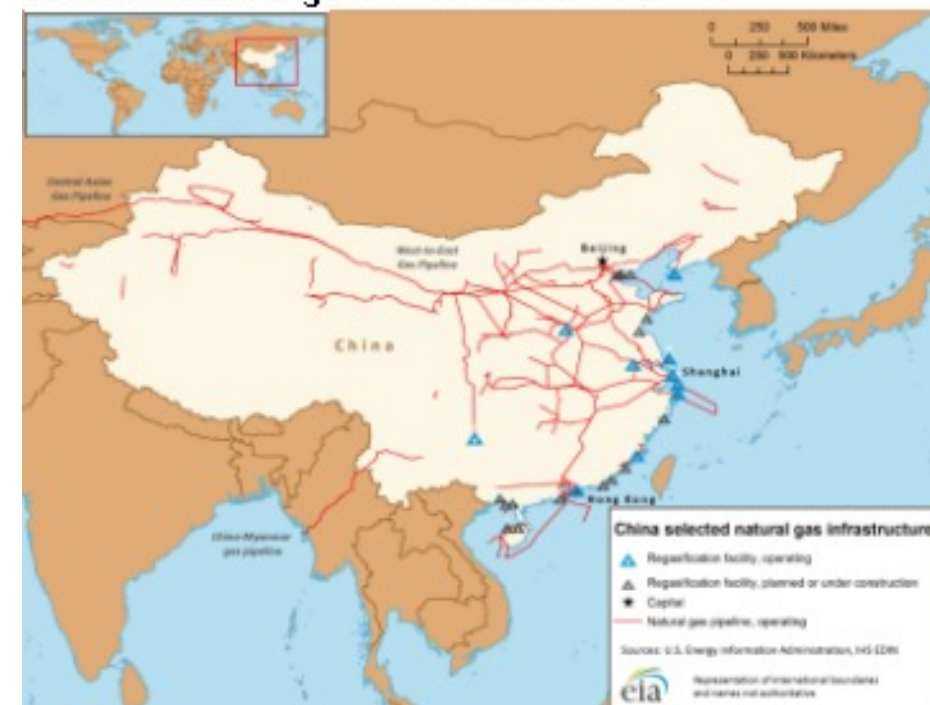 0 250 500 Miles
0 250 500 Kilometers
Central Asian
Gas Pipeline
West-to-East
Gas Pipeline
Beijing
China
Shanghai
Hong Kong
China-Myanmar
gas pipeline
China selected natural gas infrastructure
Regasification facility, operating
Regasification facility, planned or under construction
Capital
Natural gas pipeline, operating
Sources: U.S. Energy Information Administration, IHS EDIN
eia
Representation of international boundaries
and names not authoritative